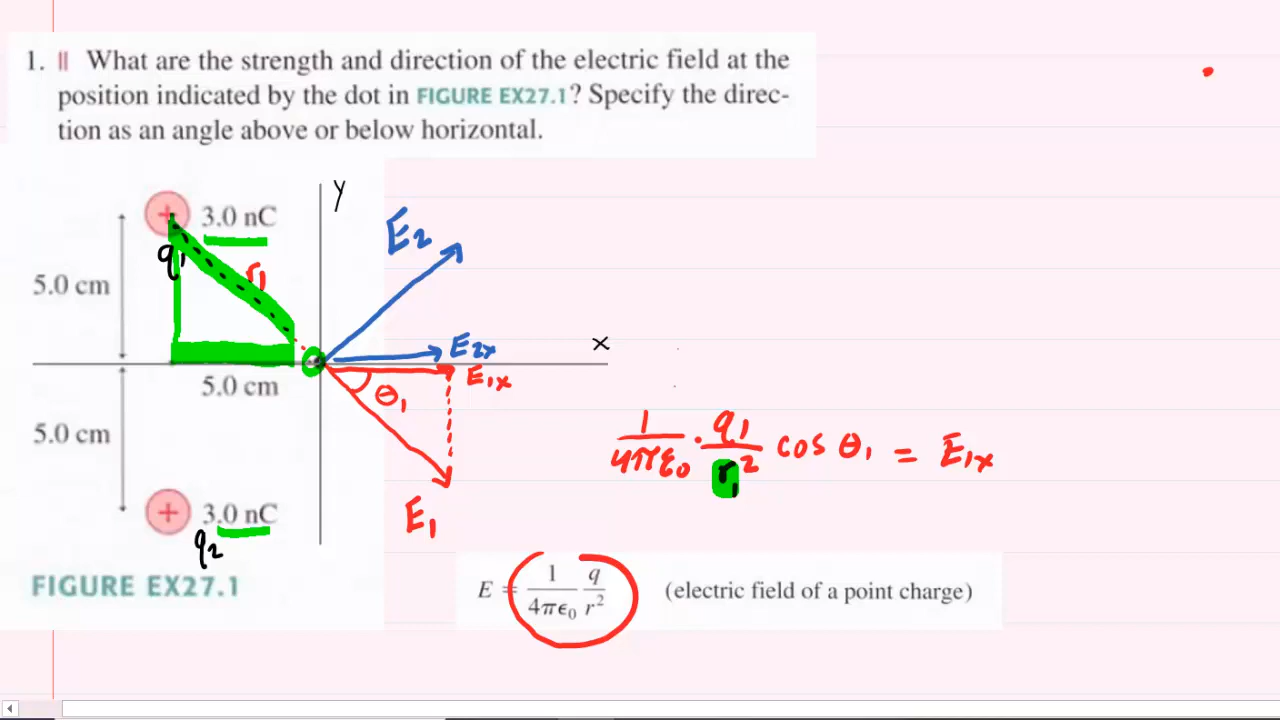 1. || What are the strength and direction of the electric field at the
position indicated by the dot in FIGURE EX27.1? Specify the direc-
tion as an angle above or below horizontal.
y
+ 3.0 nC
q1
r1
E2
5.0 cm
x
E2x
E1x
θ1
5.0 cm
5.0 cm
1/4πε0 · q1/r1² cos θ1 = E1x
+ 3.0 nC
q2
E1
FIGURE EX27.1
E = 1/4πϵ0 q/r² (electric field of a point charge)